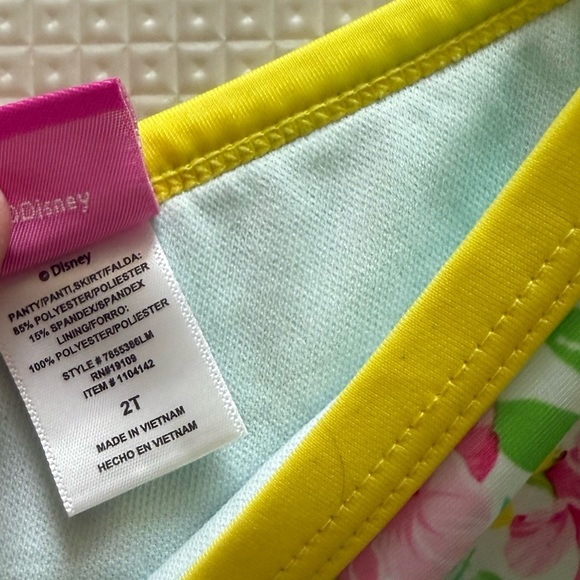 ©Disney
© Disney
PANTY/PANTI,SKIRT/FALDA:
85% POLYESTER/POLIESTER
15% SPANDEX/SPANDEX
LINING/FORRO:
100% POLYESTER/POLIESTER
STYLE # 7855386LM
RN#19109
ITEM # 1104142
2T
MADE IN VIETNAM
HECHO EN VIETNAM